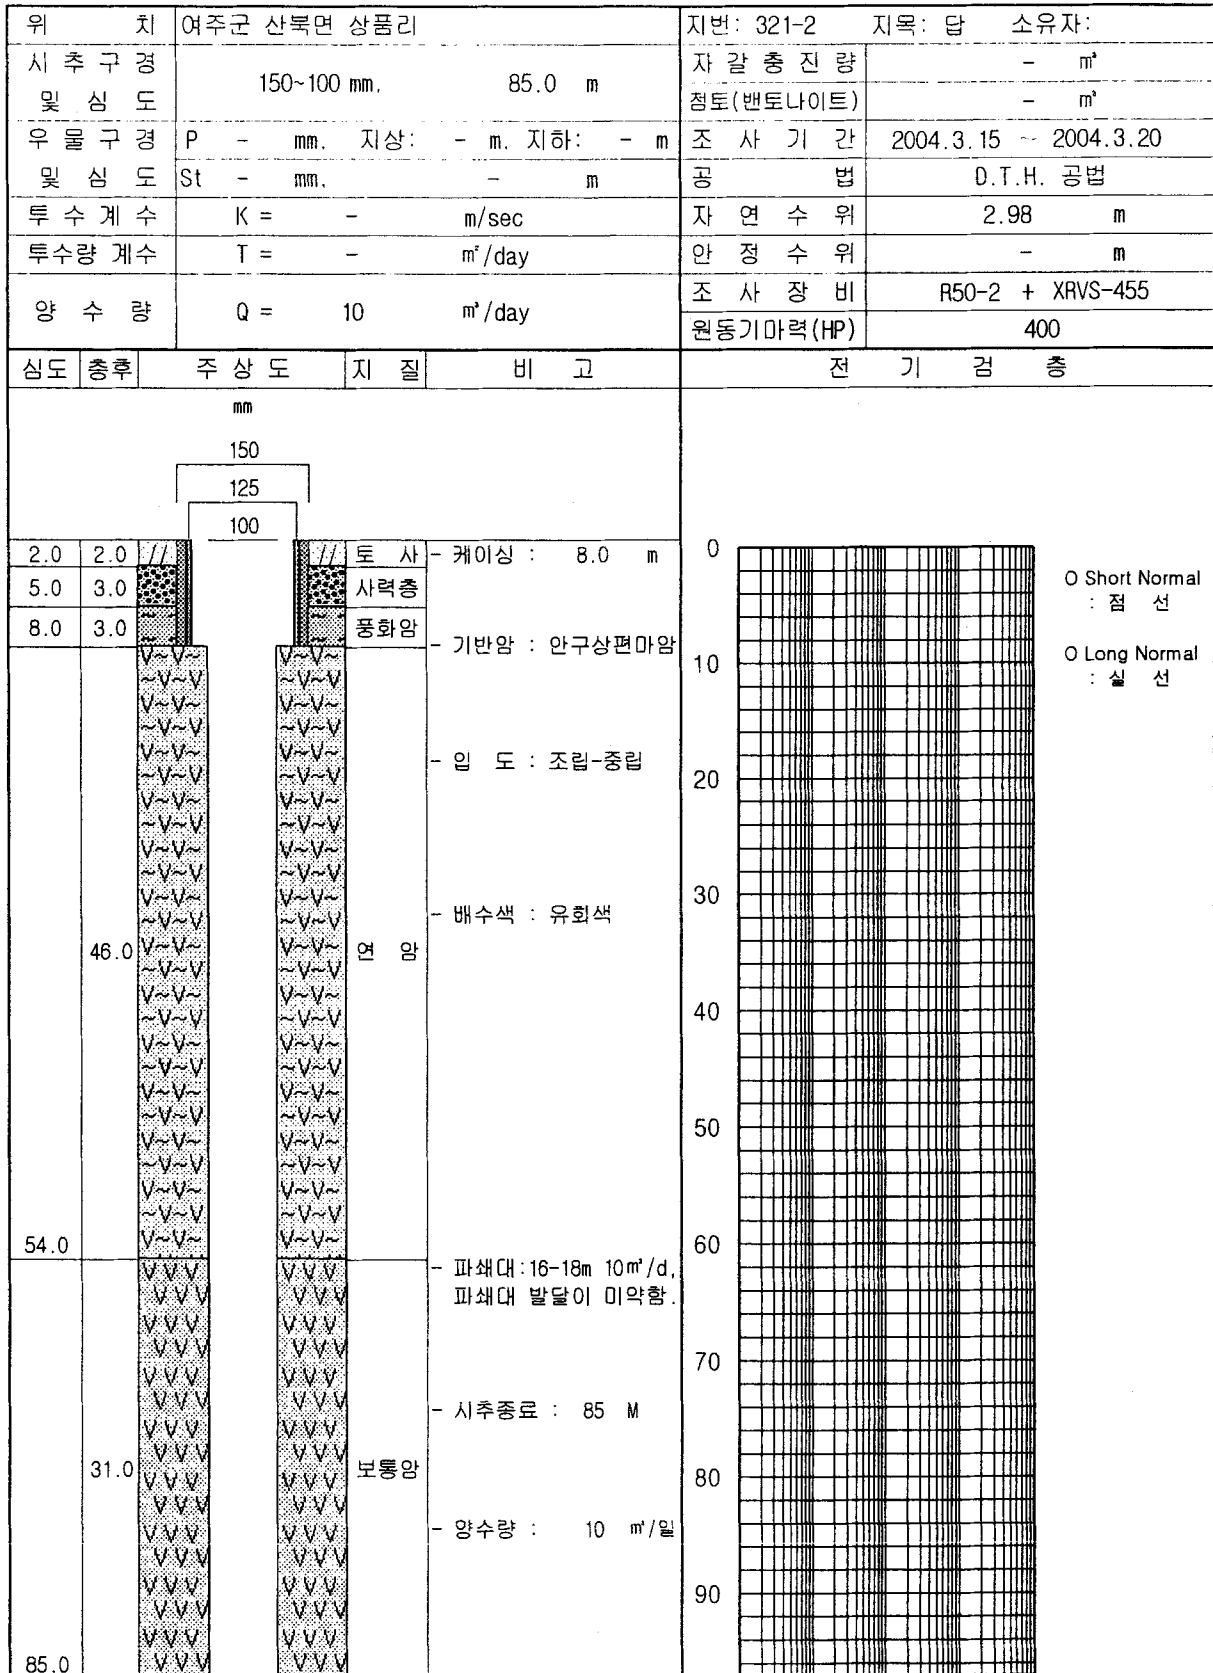 위 치 여주군 산북면 상품리 지번: 321-2 지목: 답 소유자:
시 추 구 경 및 심 도 150~100 mm, 85.0 m
자 갈 충 진 량 - ㎥
점토(밴토나이트) - ㎥
우 물 구 경 및 심 도 P - mm, 지상: - m, 지하: - m
St - mm, - m
조 사 기 간 2004.3.15 ~ 2004.3.20
공 법 D.T.H. 공법
투 수 계 수 K = - m/sec
자 연 수 위 2.98 m
투수량 계수 T = - ㎡/day
안 정 수 위 - m
양 수 량 Q = 10 ㎥/day
조 사 장 비 R50-2 + XRVS-455
원동기마력(HP) 400
심도 층후 주 상 도 지 질 비 고 전 기 검 층
mm
150
125
100
2.0 2.0 토 사 - 케이싱 : 8.0 m
5.0 3.0 사력층
8.0 3.0 풍화암
- 기반암 : 안구상편마암
- 입 도 : 조립-중립
- 배수색 : 유회색
46.0 연 암
54.0
- 파쇄대:16-18m 10㎥/d,
파쇄대 발달이 미약함.
- 시추종료 : 85 M
31.0 보통암
- 양수량 : 10 ㎥/일
85.0
0
10
20
30
40
50
60
70
80
90
O Short Normal
: 점 선
O Long Normal
: 실 선